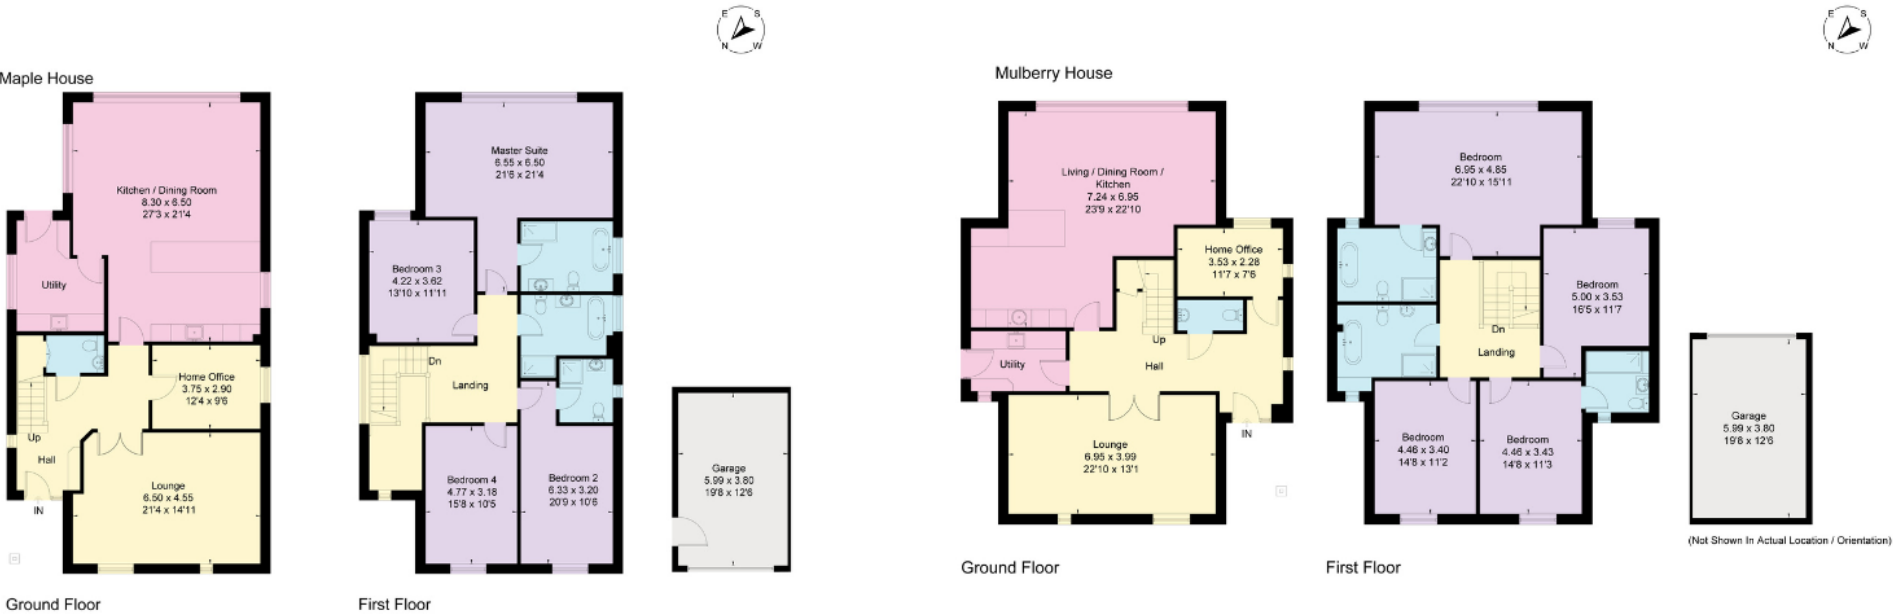 E S
N W
Maple House
Kitchen / Dining Room
8.30 x 6.50
27'3 x 21'4
Utility
Home Office
3.75 x 2.90
12'4 x 9'6
Up
Hall
Lounge
6.50 x 4.55
21'4 x 14'11
IN
Ground Floor
Master Suite
6.55 x 6.50
21'6 x 21'4
Bedroom 3
4.22 x 3.62
13'10 x 11'11
Dn
Landing
Bedroom 4
4.77 x 3.18
15'8 x 10'5
Bedroom 2
6.33 x 3.20
20'9 x 10'6
First Floor
Garage
5.99 x 3.80
19'8 x 12'6
E S
N W
Mulberry House
Living / Dining Room /
Kitchen
7.24 x 6.95
23'9 x 22'10
Home Office
3.53 x 2.28
11'7 x 7'6
Up
Utility
Hall
Lounge
6.95 x 3.99
22'10 x 13'1
IN
Ground Floor
Bedroom
6.95 x 4.85
22'10 x 15'11
Bedroom
5.00 x 3.53
16'5 x 11'7
Dn
Landing
Bedroom
4.46 x 3.40
14'8 x 11'2
Bedroom
4.46 x 3.43
14'8 x 11'3
First Floor
Garage
5.99 x 3.80
19'8 x 12'6
(Not Shown In Actual Location / Orientation)